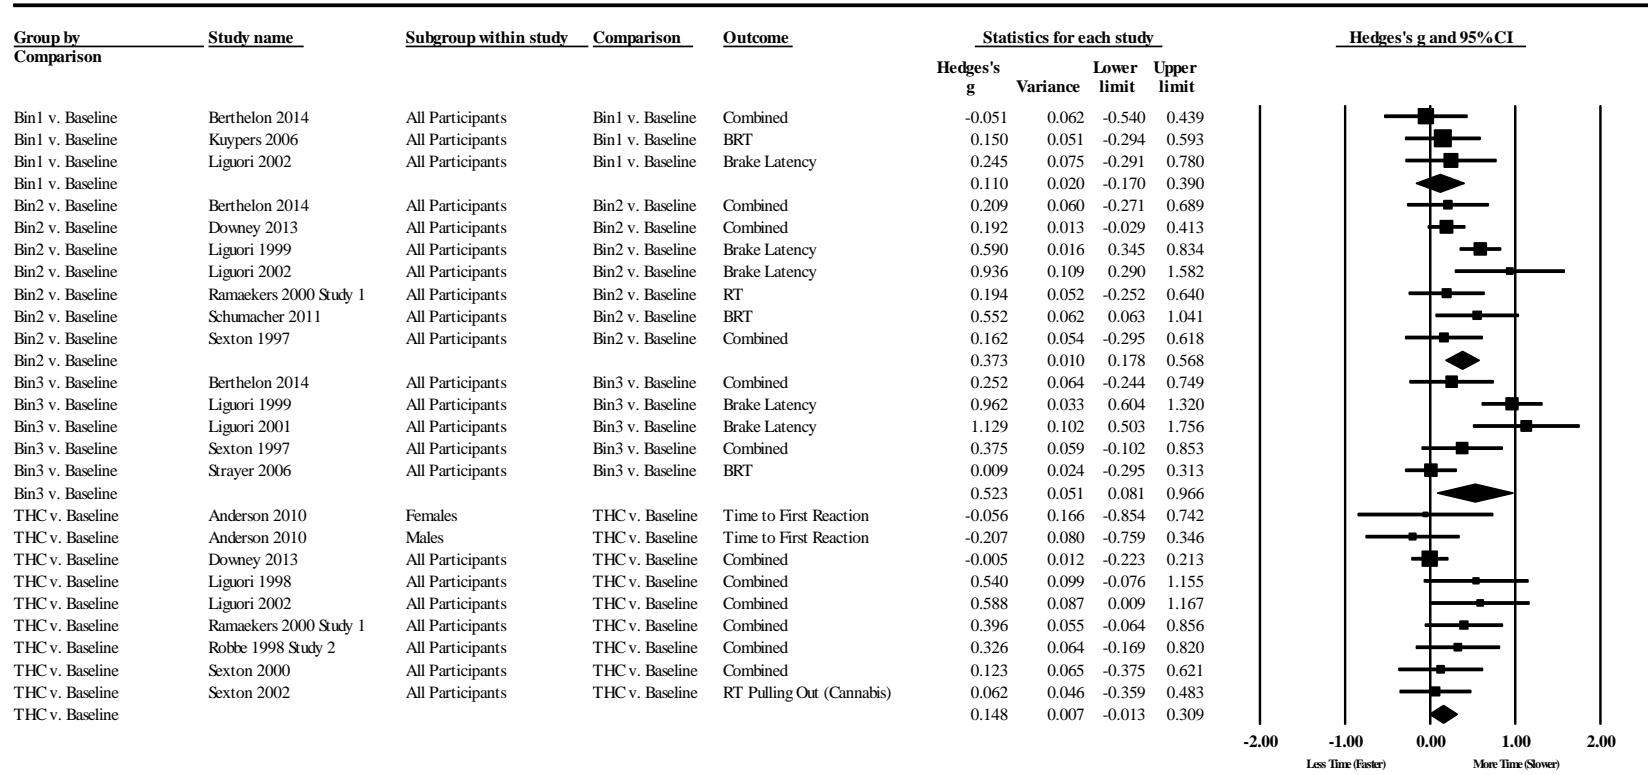 Group by Study name Subgroup within study Comparison Outcome Statistics for each study Hedges's g and 95% CI
Comparison
Hedges's Lower Upper
g Variance limit limit
Bin1 v. Baseline Berthelon 2014 All Participants Bin1 v. Baseline Combined -0.051 0.062 -0.540 0.439
Bin1 v. Baseline Kuypers 2006 All Participants Bin1 v. Baseline BRT 0.150 0.051 -0.294 0.593
Bin1 v. Baseline Liguori 2002 All Participants Bin1 v. Baseline Brake Latency 0.245 0.075 -0.291 0.780
Bin1 v. Baseline 0.110 0.020 -0.170 0.390
Bin2 v. Baseline Berthelon 2014 All Participants Bin2 v. Baseline Combined 0.209 0.060 -0.271 0.689
Bin2 v. Baseline Downey 2013 All Participants Bin2 v. Baseline Combined 0.192 0.013 -0.029 0.413
Bin2 v. Baseline Liguori 1999 All Participants Bin2 v. Baseline Brake Latency 0.590 0.016 0.345 0.834
Bin2 v. Baseline Liguori 2002 All Participants Bin2 v. Baseline Brake Latency 0.936 0.109 0.290 1.582
Bin2 v. Baseline Ramaekers 2000 Study 1 All Participants Bin2 v. Baseline RT 0.194 0.052 -0.252 0.640
Bin2 v. Baseline Schumacher 2011 All Participants Bin2 v. Baseline BRT 0.552 0.062 0.063 1.041
Bin2 v. Baseline Sexton 1997 All Participants Bin2 v. Baseline Combined 0.162 0.054 -0.295 0.618
Bin2 v. Baseline 0.373 0.010 0.178 0.568
Bin3 v. Baseline Berthelon 2014 All Participants Bin3 v. Baseline Combined 0.252 0.064 -0.244 0.749
Bin3 v. Baseline Liguori 1999 All Participants Bin3 v. Baseline Brake Latency 0.962 0.033 0.604 1.320
Bin3 v. Baseline Liguori 2001 All Participants Bin3 v. Baseline Brake Latency 1.129 0.102 0.503 1.756
Bin3 v. Baseline Sexton 1997 All Participants Bin3 v. Baseline Combined 0.375 0.059 -0.102 0.853
Bin3 v. Baseline Strayer 2006 All Participants Bin3 v. Baseline BRT 0.009 0.024 -0.295 0.313
Bin3 v. Baseline 0.523 0.051 0.081 0.966
THC v. Baseline Anderson 2010 Females THC v. Baseline Time to First Reaction -0.056 0.166 -0.854 0.742
THC v. Baseline Anderson 2010 Males THC v. Baseline Time to First Reaction -0.207 0.080 -0.759 0.346
THC v. Baseline Downey 2013 All Participants THC v. Baseline Combined -0.005 0.012 -0.223 0.213
THC v. Baseline Liguori 1998 All Participants THC v. Baseline Combined 0.540 0.099 -0.076 1.155
THC v. Baseline Liguori 2002 All Participants THC v. Baseline Combined 0.588 0.087 0.009 1.167
THC v. Baseline Ramaekers 2000 Study 1 All Participants THC v. Baseline Combined 0.396 0.055 -0.064 0.856
THC v. Baseline Robbe 1998 Study 2 All Participants THC v. Baseline Combined 0.326 0.064 -0.169 0.820
THC v. Baseline Sexton 2000 All Participants THC v. Baseline Combined 0.123 0.065 -0.375 0.621
THC v. Baseline Sexton 2002 All Participants THC v. Baseline RT Pulling Out (Cannabis) 0.062 0.046 -0.359 0.483
THC v. Baseline 0.148 0.007 -0.013 0.309
-2.00 -1.00 0.00 1.00 2.00
Less Time (Faster) More Time (Slower)